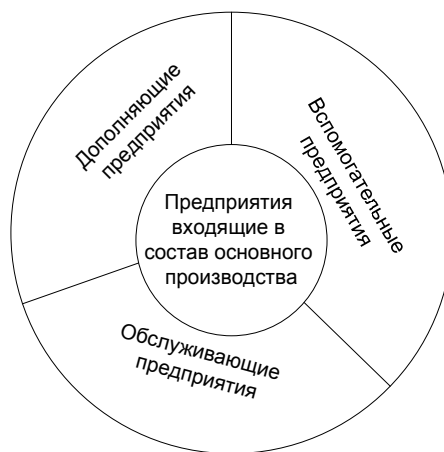 Дополняющие
предприятия
Вспомогательные
предприятия
Предприятия
входящие в
состав основного
производства
Обслуживающие
предприятия